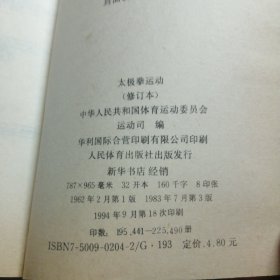 太极拳运动
(修订本)
中华人民共和国体育运动委员会
运动司 编
华利国际合营印刷有限公司印刷
人民体育出版社出版发行
新华书店经销
787×965毫米 32开本 160千字 8印张
1962年2月第1版 1983年7月第3版
1994年9月第18次印刷
印数:195,441—225,490册
ISBN7-5009-0204-2/G·193 定价:4.80元